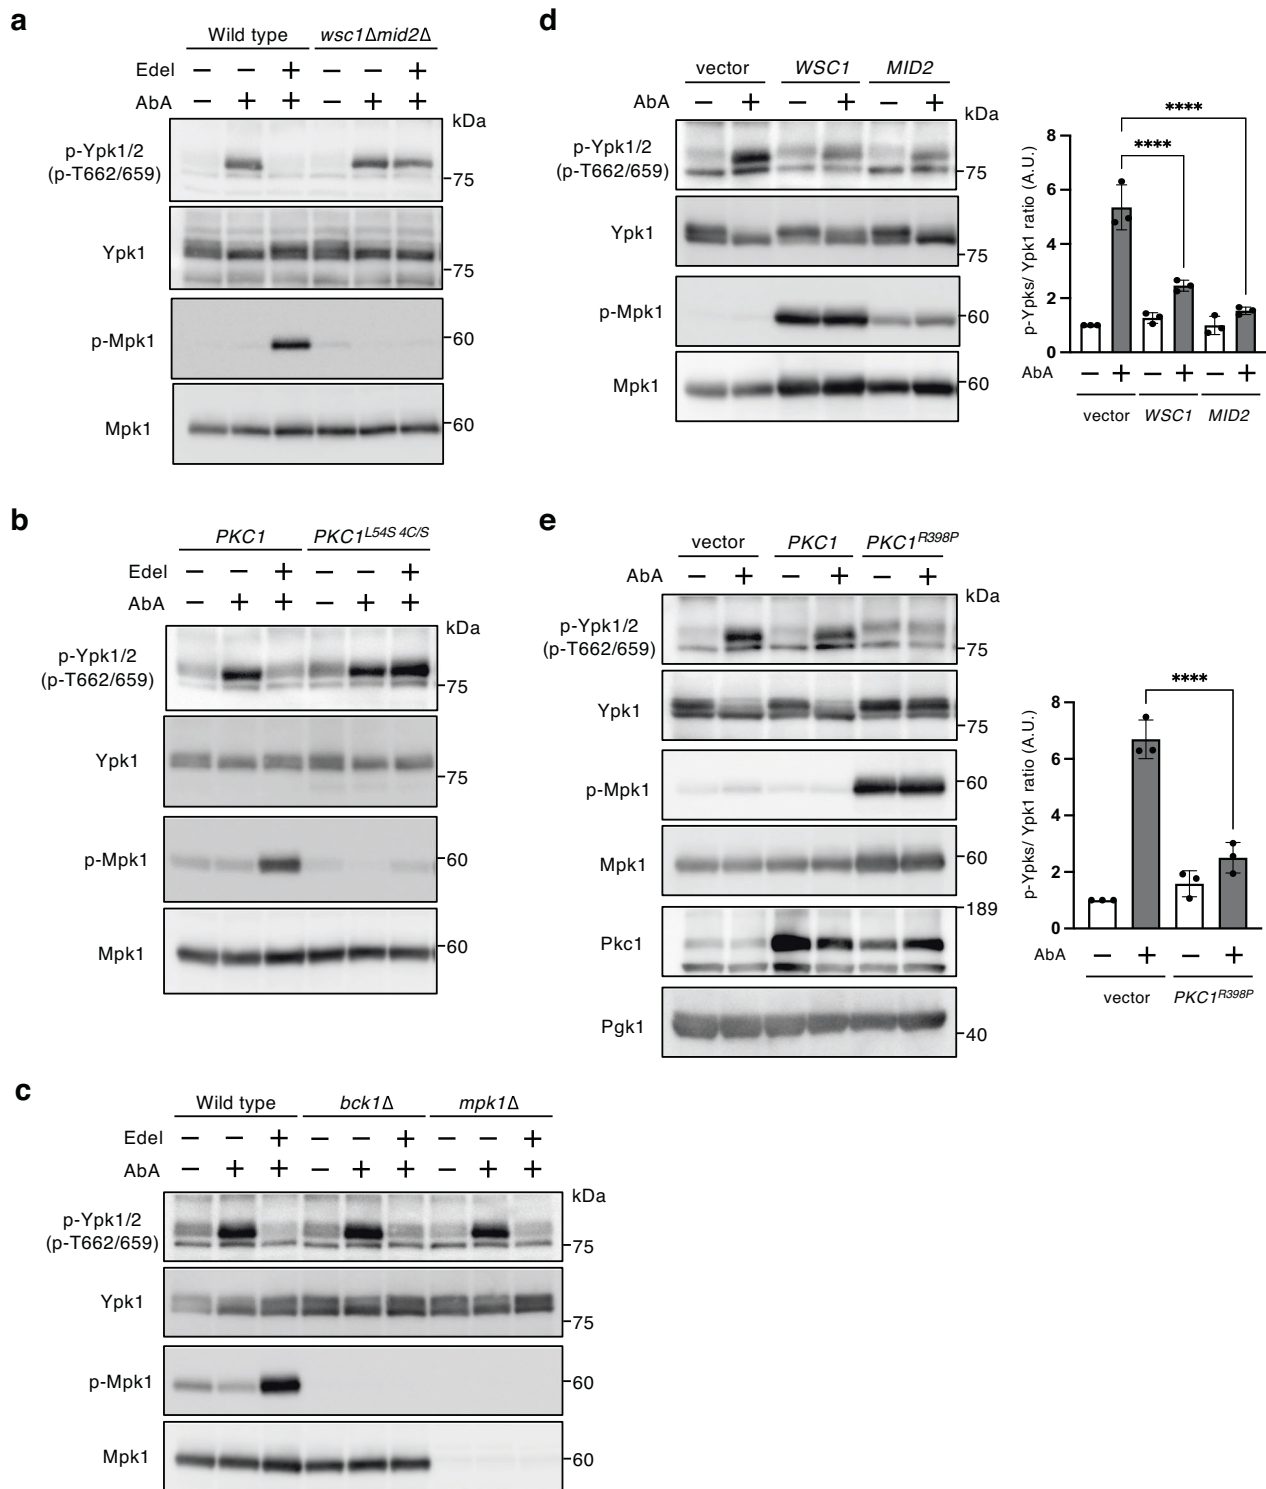 a
Wild type wsc1Δmid2Δ
Edel − − + − − +
AbA − + + − + +
kDa
p-Ypk1/2
(p-T662/659)
75
Ypk1
75
p-Mpk1
60
Mpk1
60
b
PKC1 PKC1L54S 4C/S
Edel − − + − − +
AbA − + + − + +
kDa
p-Ypk1/2
(p-T662/659)
75
Ypk1
75
p-Mpk1
60
Mpk1
60
c
Wild type bck1Δ mpk1Δ
Edel − − + − − + − − +
AbA − + + − + + − + +
kDa
p-Ypk1/2
(p-T662/659)
75
Ypk1
75
p-Mpk1
60
Mpk1
60
d
vector WSC1 MID2
AbA − + − + − +
kDa
p-Ypk1/2
(p-T662/659)
75
Ypk1
75
p-Mpk1
60
Mpk1
60
p-Ypks/ Ypk1 ratio (A.U.)
8
6
4
2
0
****
****
AbA − + − + − +
vector WSC1 MID2
e
vector PKC1 PKC1R398P
AbA − + − + − +
kDa
p-Ypk1/2
(p-T662/659)
75
Ypk1
75
p-Mpk1
60
Mpk1
60
189
Pkc1
Pgk1
40
p-Ypks/ Ypk1 ratio (A.U.)
8
6
4
2
0
****
AbA − + − +
vector PKC1R398P